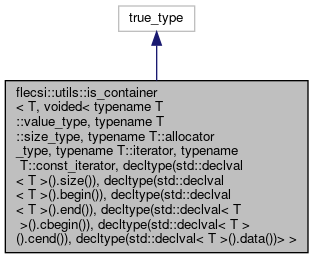 true_type
flecsi::utils::is_container
< T, voided< typename T
::value_type, typename T
::size_type, typename T::allocator
_type, typename T::iterator, typename
T::const_iterator, decltype(std::declval
< T >().size()), decltype(std::declval
< T >().begin()), decltype(std::declval
< T >().end()), decltype(std::declval< T
>().cbegin()), decltype(std::declval< T >
().cend()), decltype(std::declval< T >().data())> >